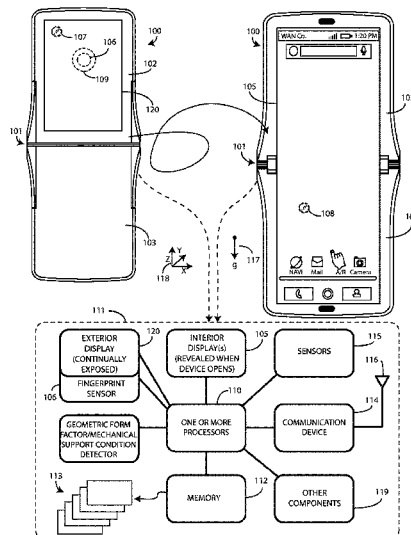 107
106
100
102
109
120
101
103
100
WAN Co.
1:20 PM
105
101
108
NAVI
Mail
A/R
Camera
Z
Y
X
118
g
117
111
120
EXTERIOR
DISPLAY
(CONTINUALLY
EXPOSED)
FINGERPRINT
SENSOR
106
INTERIOR
DISPLAY(s)
(REVEALED WHEN
DEVICE OPENS)
105
SENSORS
115
116
110
ONE OR MORE
PROCESSORS
114
COMMUNICATION
DEVICE
GEOMETRIC FORM
FACTOR/MECHANICAL
SUPPORT CONDITION
DETECTOR
113
MEMORY
112
OTHER
COMPONENTS
119